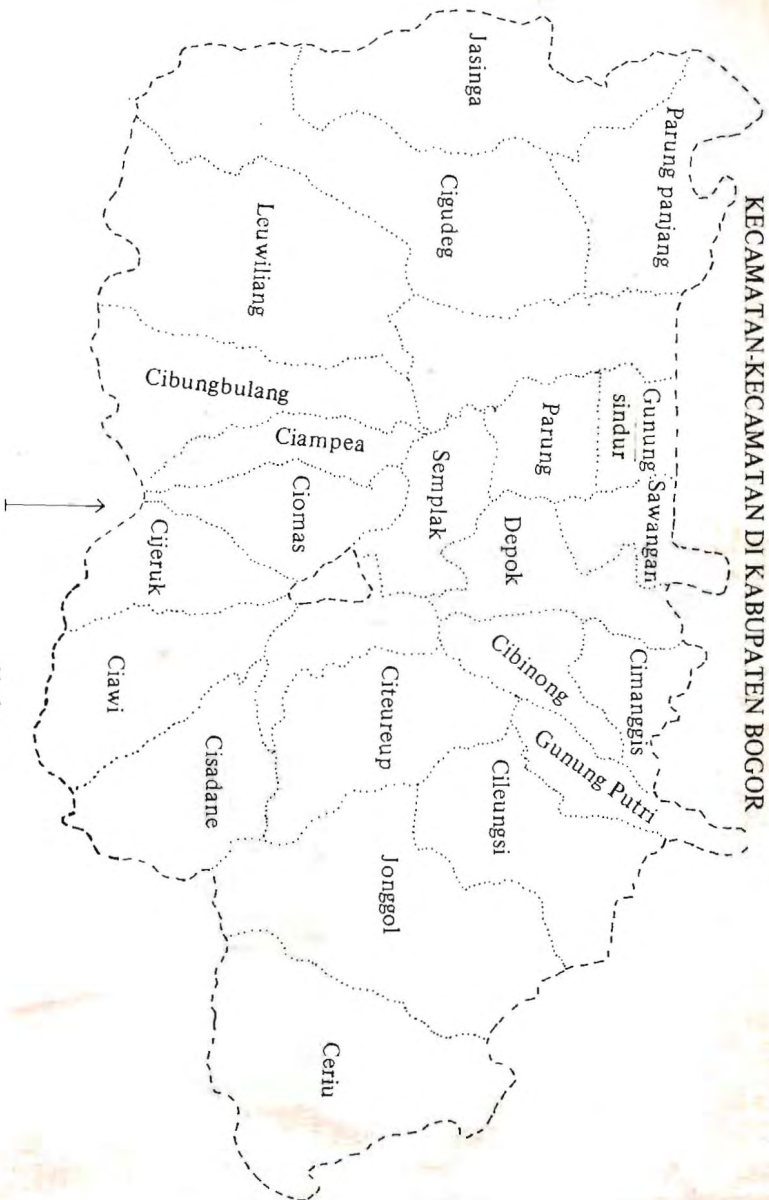 KECAMATAN-KECAMATAN DI KABUPATEN BOGOR
Parung panjang
Jasinga
Cigudeg
Leuwiliang
Cibungbulang
Ciampea
Ciomas
Cijeruk
Semplak
Parung
Gunung
sindur
Sawangan
Depok
Cimanggis
Cibinong
Gunung Putri
Citeureup
Cileungsi
Jonggol
Ciawi
Cisadane
Ceriu